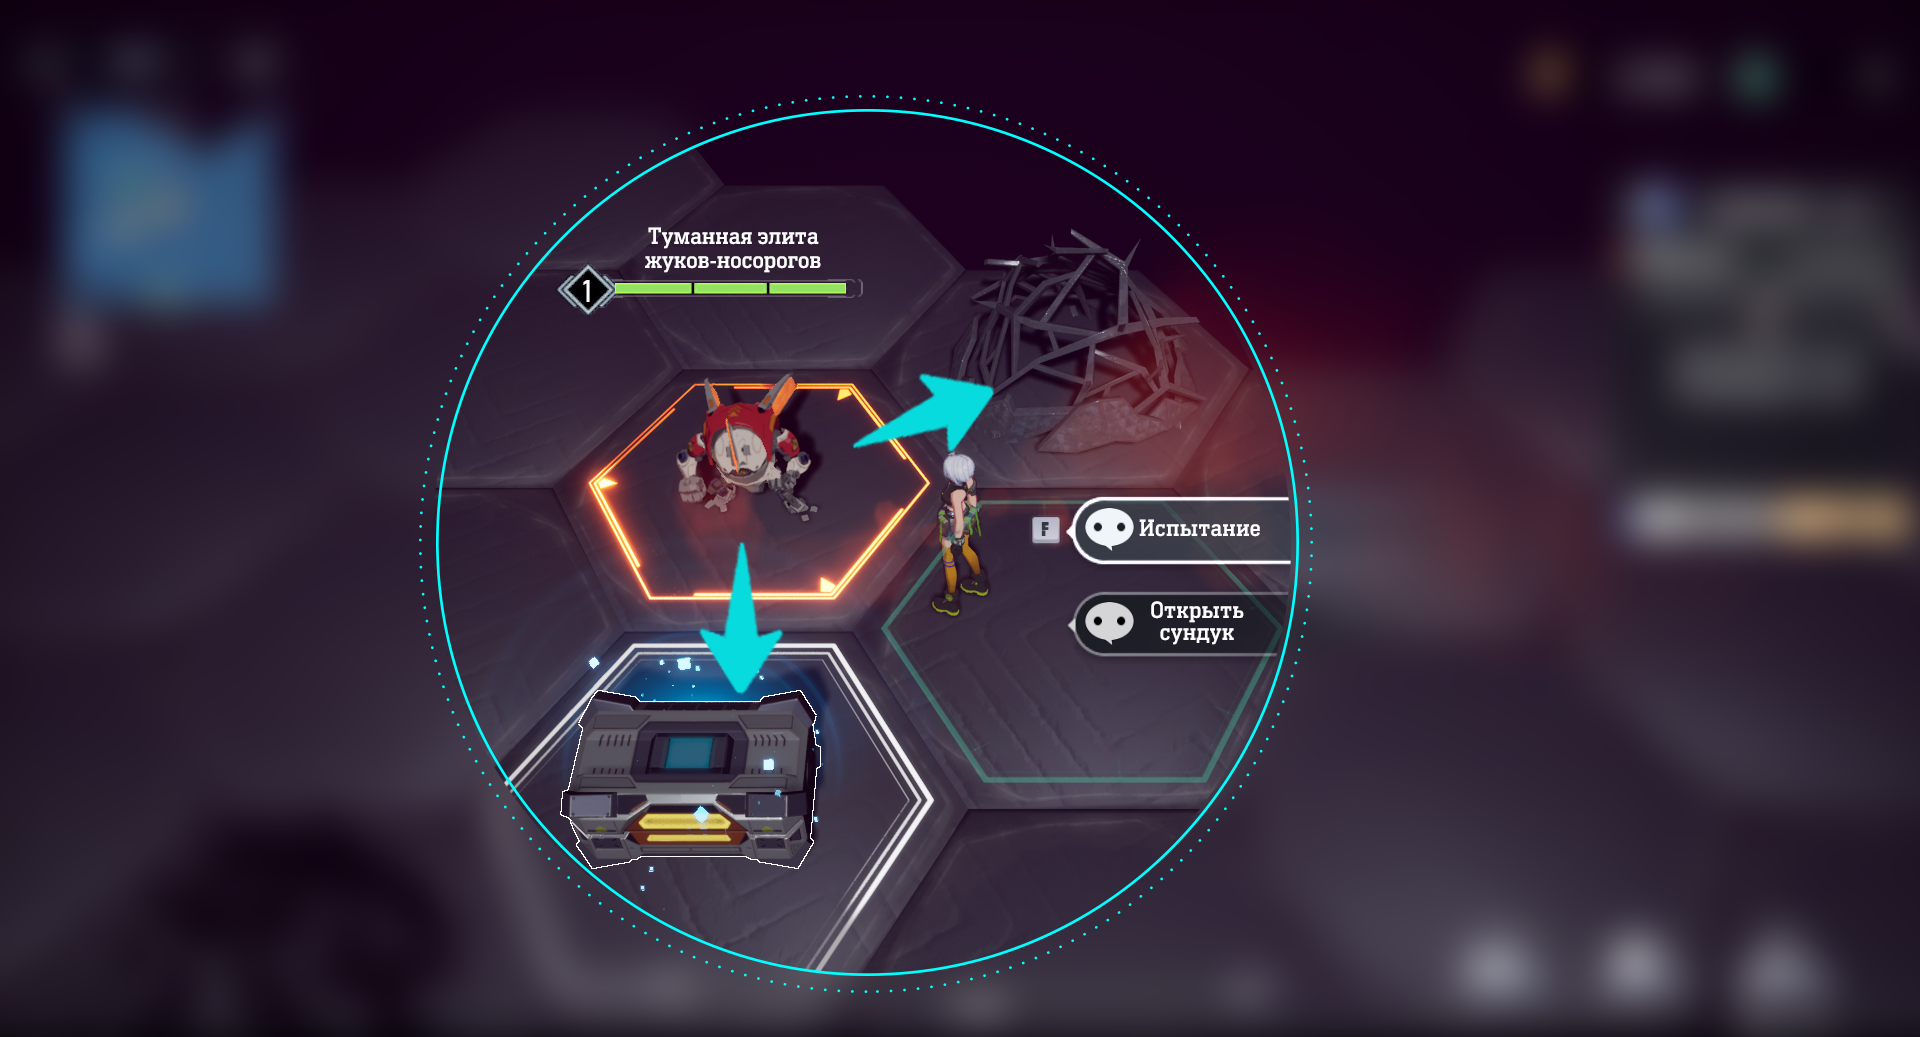 Туманная элита
жуков-носорогов
1
F
Испытание
Открыть
сундук